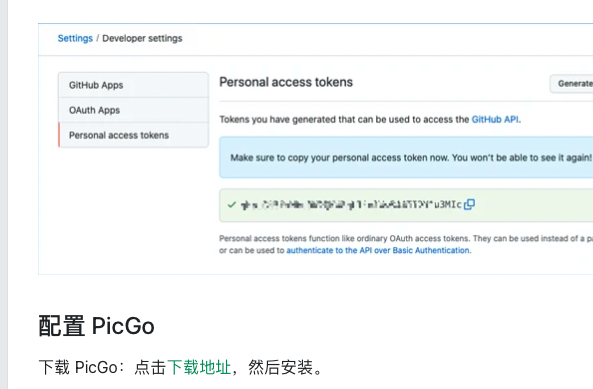 Settings / Developer settings
GitHub Apps
OAuth Apps
Personal access tokens
Personal access tokens
Generate
Tokens you have generated that can be used to access the GitHub API.
Make sure to copy your personal access token now. You won't be able to see it again!
Personal access tokens function like ordinary OAuth access tokens. They can be used instead of a
or can be used to authenticate to the API over Basic Authentication.
配置 PicGo
下载 PicGo：点击下载地址，然后安装。